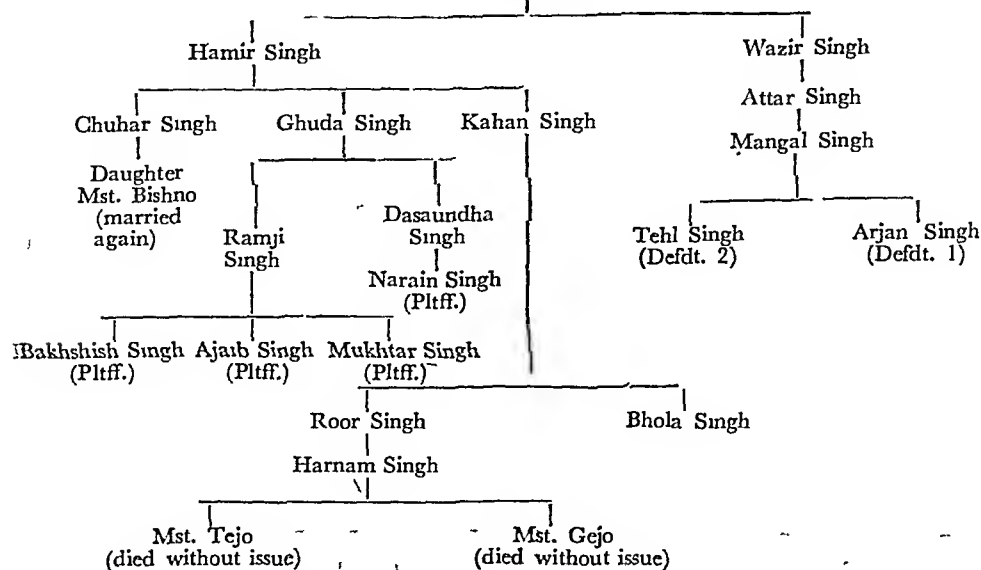 Hamir Singh Wazir Singh
Attar Singh
Chuhar Singh Ghuda Singh Kahan Singh
Mangal Singh
Daughter
Mst. Bishno
(married
again)
Ramji
Singh
Dasaundha
Singh
Narain Singh
(Pltff.)
Tehl Singh
(Defdt. 2)
Arjan Singh
(Defdt. 1)
Bakhshish Singh Ajaib Singh Mukhtar Singh
(Pltff.) (Pltff.) (Pltff.)
Roor Singh Bhola Singh
Harnam Singh
Mst. Tejo Mst. Gejo
(died without issue) (died without issue)